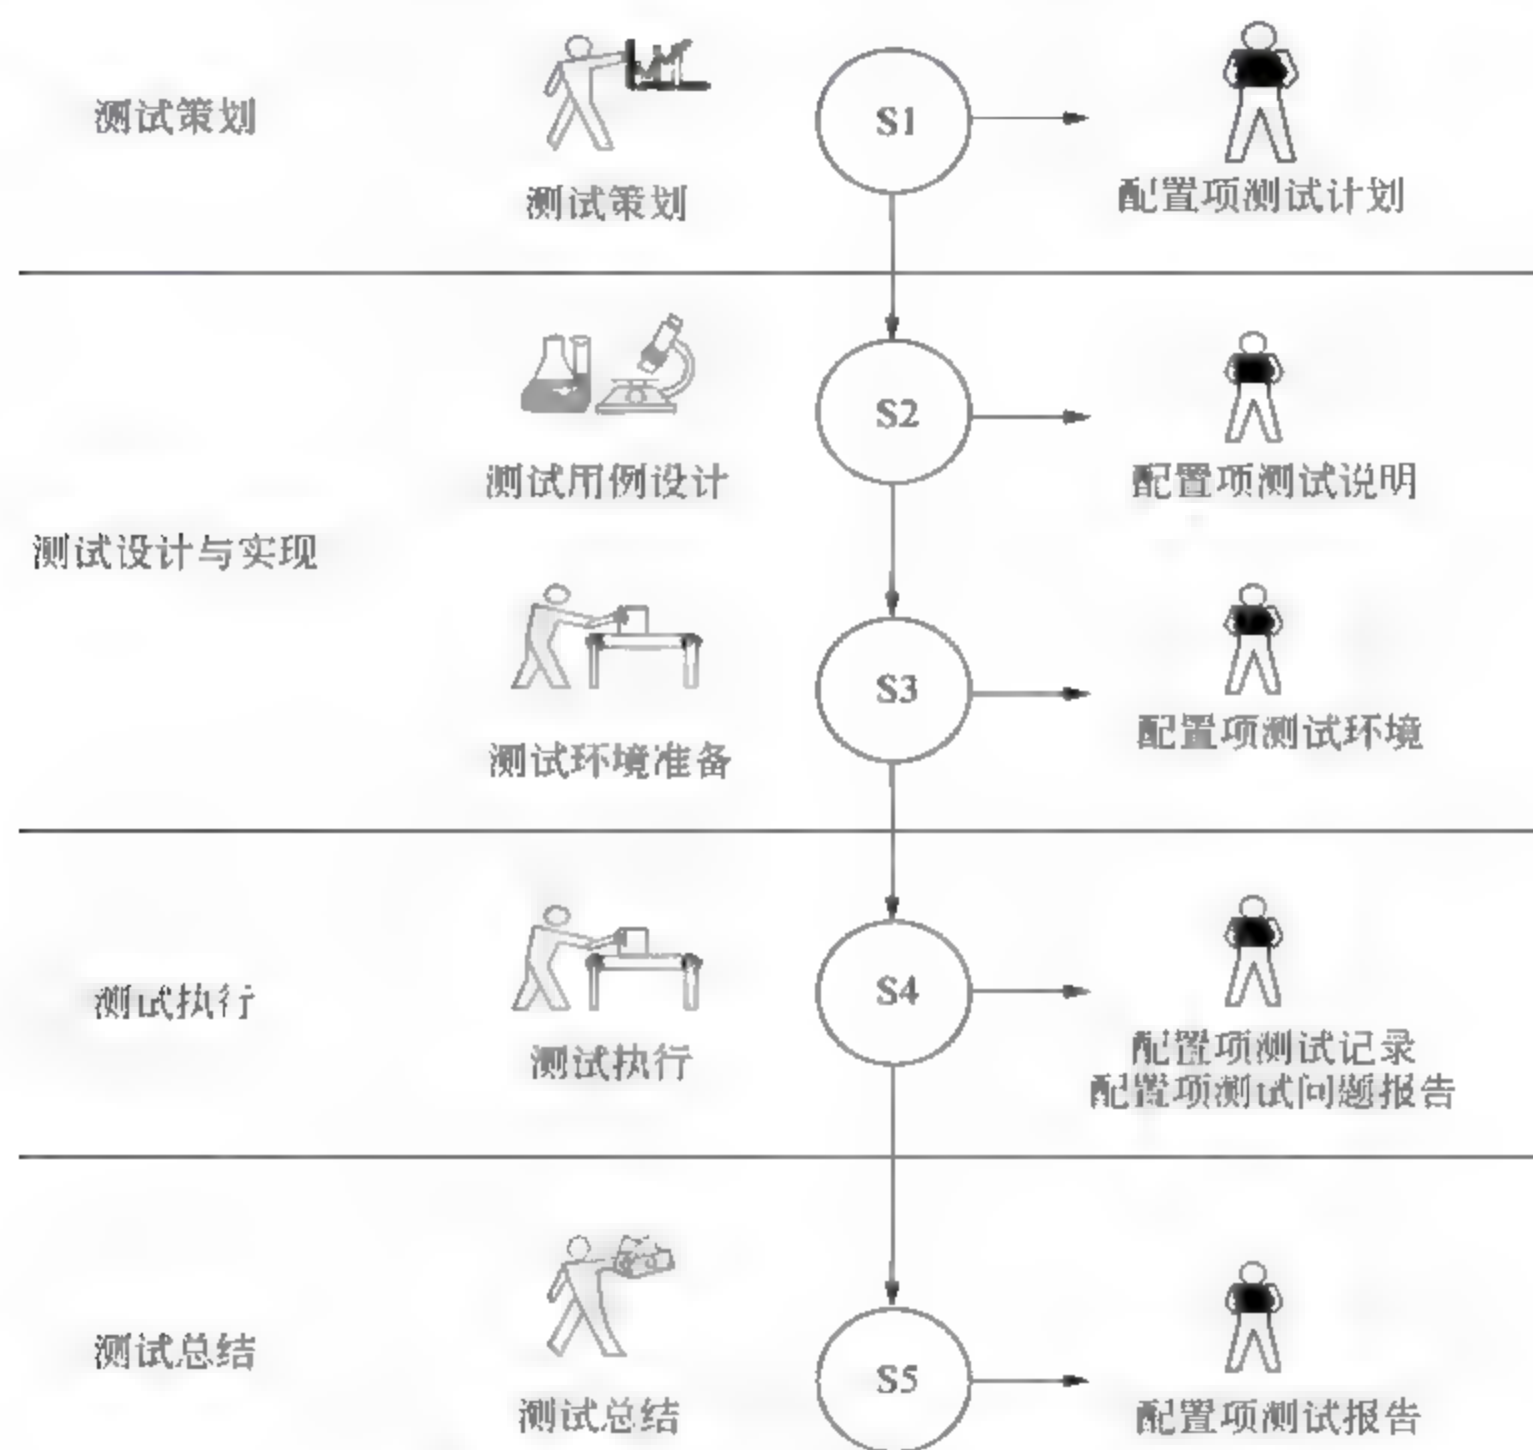 测试策划
测试策划
S1
配置项测试计划
测试用例设计
S2
配置项测试说明
测试设计与实现
测试环境准备
S3
配置项测试环境
测试执行
测试执行
S4
配置项测试记录
配置项测试问题报告
测试总结
测试总结
S5
配置项测试报告